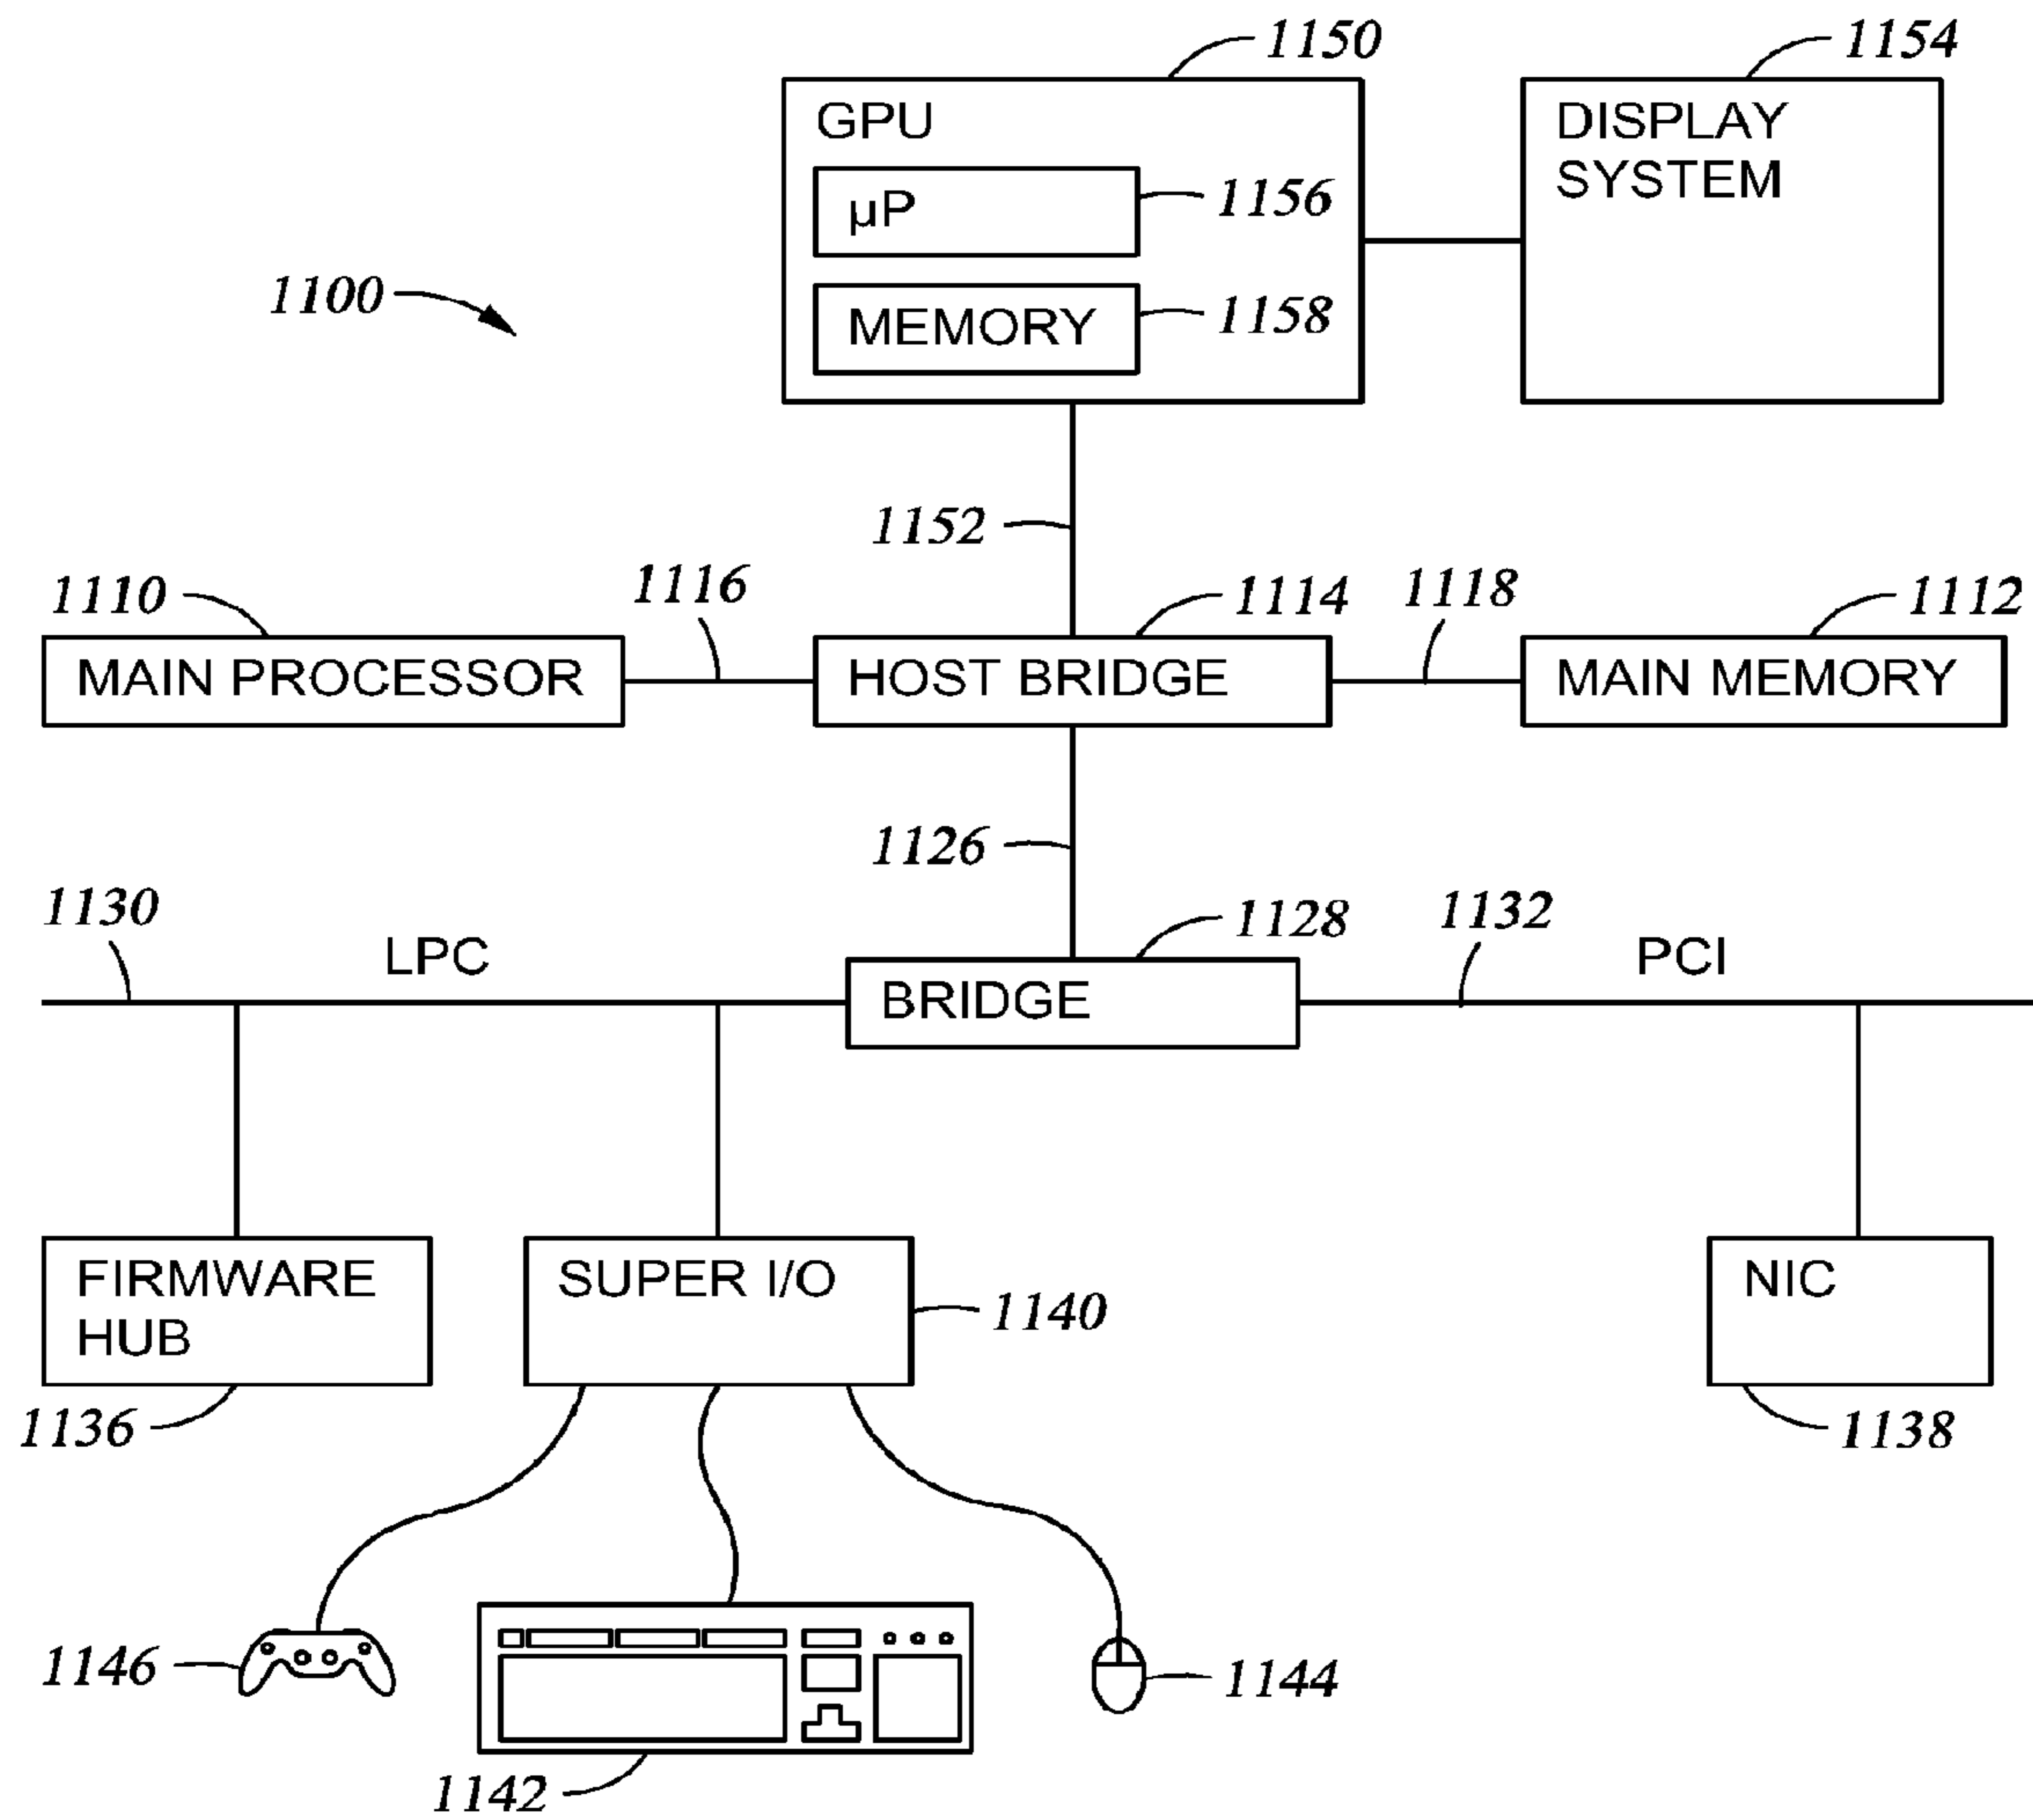 1150
1154
GPU
DISPLAY
SYSTEM
µP
1156
1100
MEMORY
1158
1152
1110
1116
1114
1118
1112
MAIN PROCESSOR
HOST BRIDGE
MAIN MEMORY
1126
1130
LPC
1128
1132
PCI
BRIDGE
FIRMWARE
HUB
SUPER I/O
1140
NIC
1136
1138
1146
1144
1142